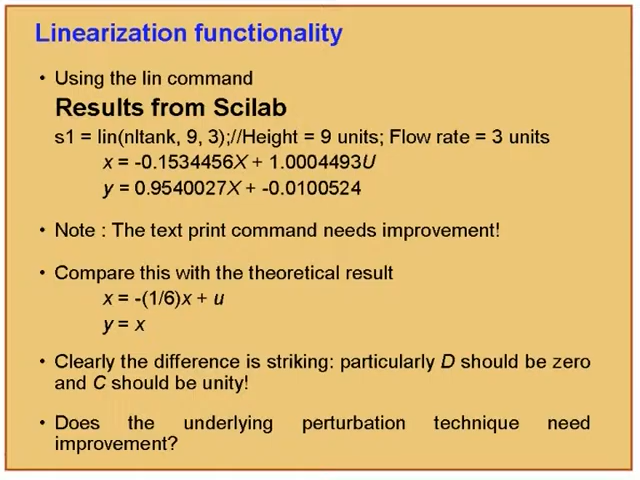 Linearization functionality
• Using the lin command
Results from Scilab
s1 = lin(nltank, 9, 3);//Height = 9 units; Flow rate = 3 units
x = -0.1534456X + 1.0004493U
y = 0.9540027X + -0.0100524
• Note : The text print command needs improvement!
• Compare this with the theoretical result
x = -(1/6)x + u
y = x
• Clearly the difference is striking: particularly D should be zero
and C should be unity!
• Does the underlying perturbation technique need
improvement?